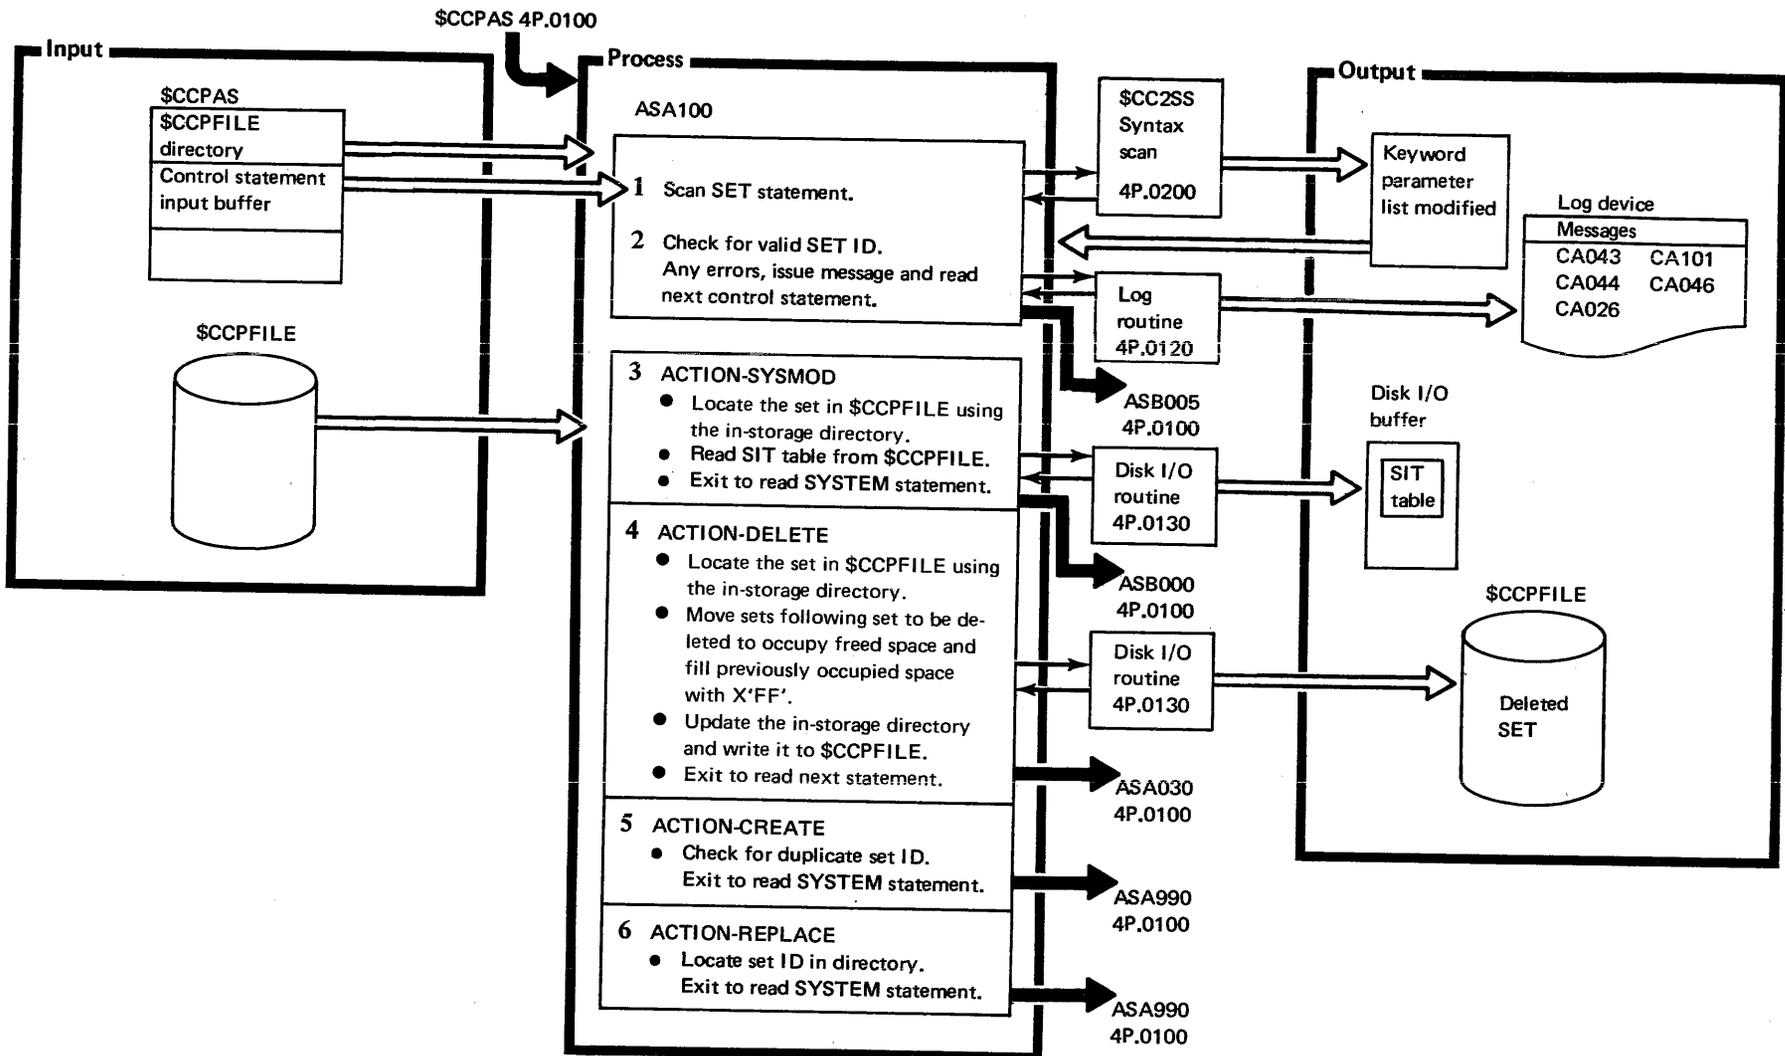 $CCPAS 4P.0100
Input
$CCPAS
$CCPFILE
directory
Control statement
input buffer
$CCPFILE
Process
ASA100
1 Scan SET statement.
2 Check for valid SET ID.
Any errors, issue message and read
next control statement.
3 ACTION-SYSMOD
● Locate the set in $CCPFILE using
the in-storage directory.
● Read SIT table from $CCPFILE.
● Exit to read SYSTEM statement.
4 ACTION-DELETE
● Locate the set in $CCPFILE using
the in-storage directory.
● Move sets following set to be de-
leted to occupy freed space and
fill previously occupied space
with X'FF'.
● Update the in-storage directory
and write it to $CCPFILE.
● Exit to read next statement.
5 ACTION-CREATE
● Check for duplicate set ID.
Exit to read SYSTEM statement.
6 ACTION-REPLACE
● Locate set ID in directory.
Exit to read SYSTEM statement.
$CC2SS
Syntax
scan
4P.0200
Log
routine
4P.0120
ASB005
4P.0100
Disk I/O
routine
4P.0130
ASB000
4P.0100
Disk I/O
routine
4P.0130
ASA030
4P.0100
ASA990
4P.0100
ASA990
4P.0100
Output
Keyword
parameter
list modified
Log device
Messages
CA043 CA101
CA044 CA046
CA026
Disk I/O
buffer
SIT
table
$CCPFILE
Deleted
SET